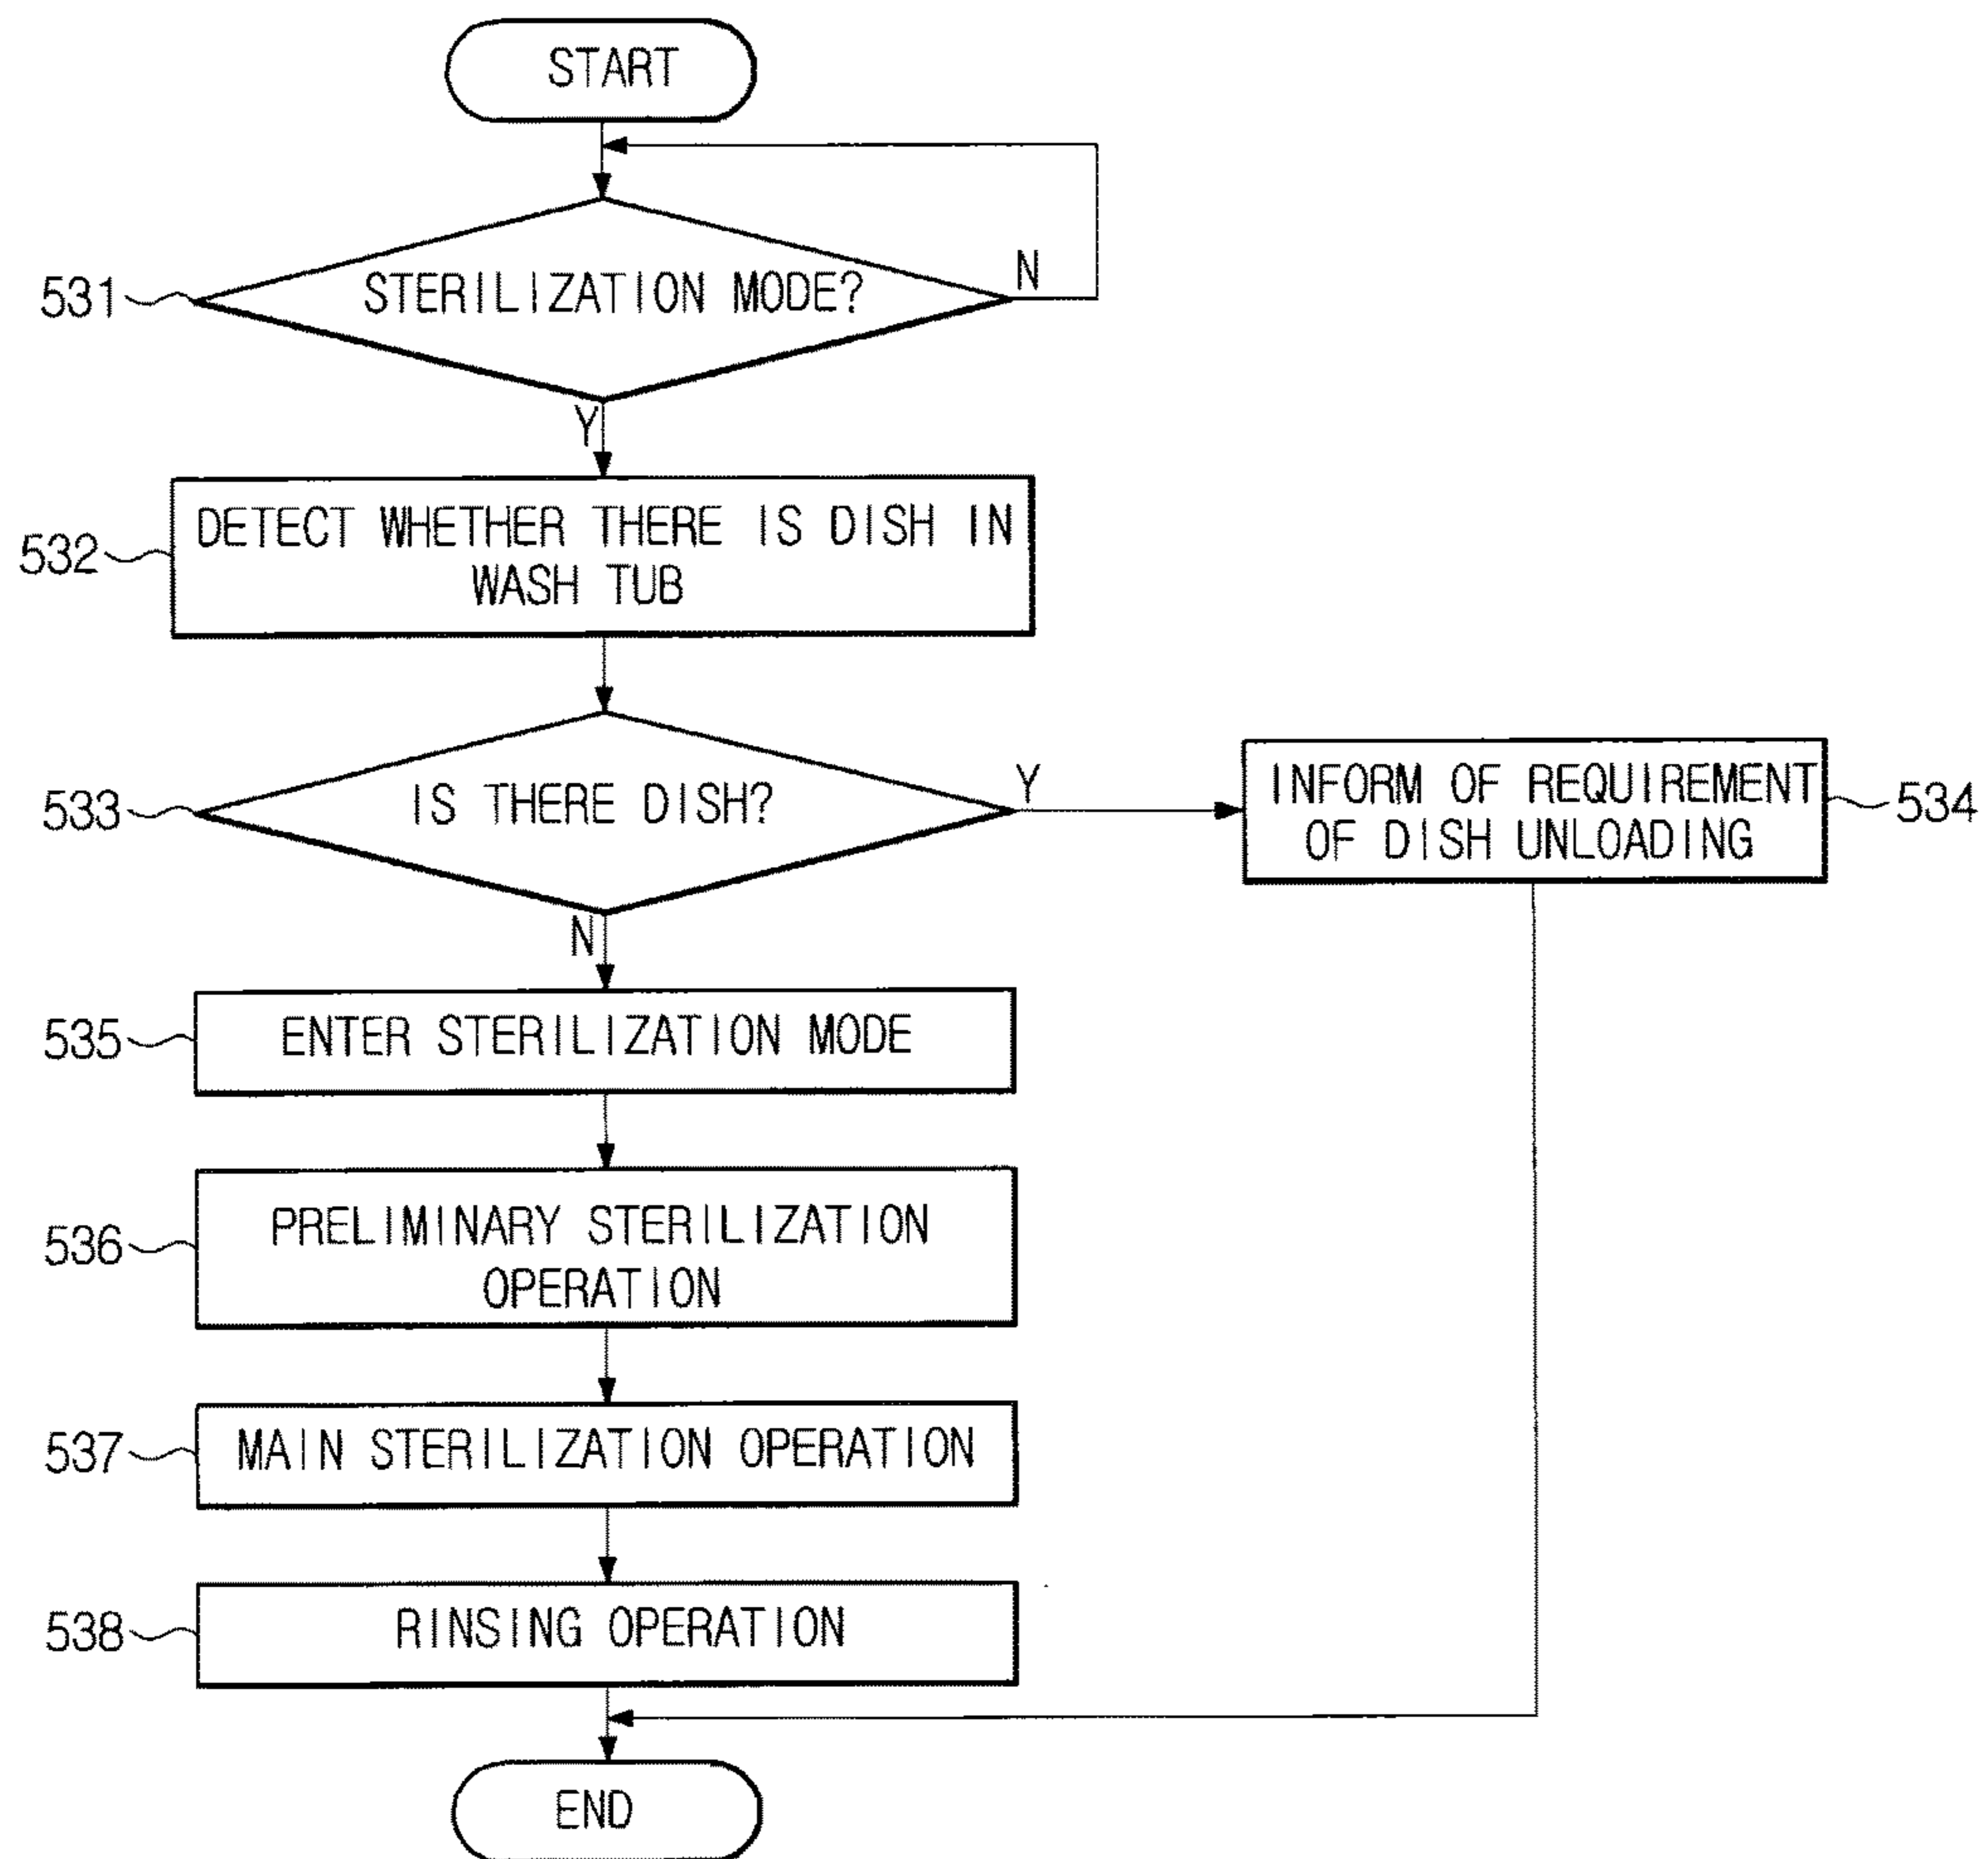 START
531
STERILIZATION MODE?
N
Y
532
DETECT WHETHER THERE IS DISH IN
WASH TUB
533
IS THERE DISH?
Y
INFORM OF REQUIREMENT
OF DISH UNLOADING
534
N
535
ENTER STERILIZATION MODE
536
PRELIMINARY STERILIZATION
OPERATION
537
MAIN STERILIZATION OPERATION
538
RINSING OPERATION
END